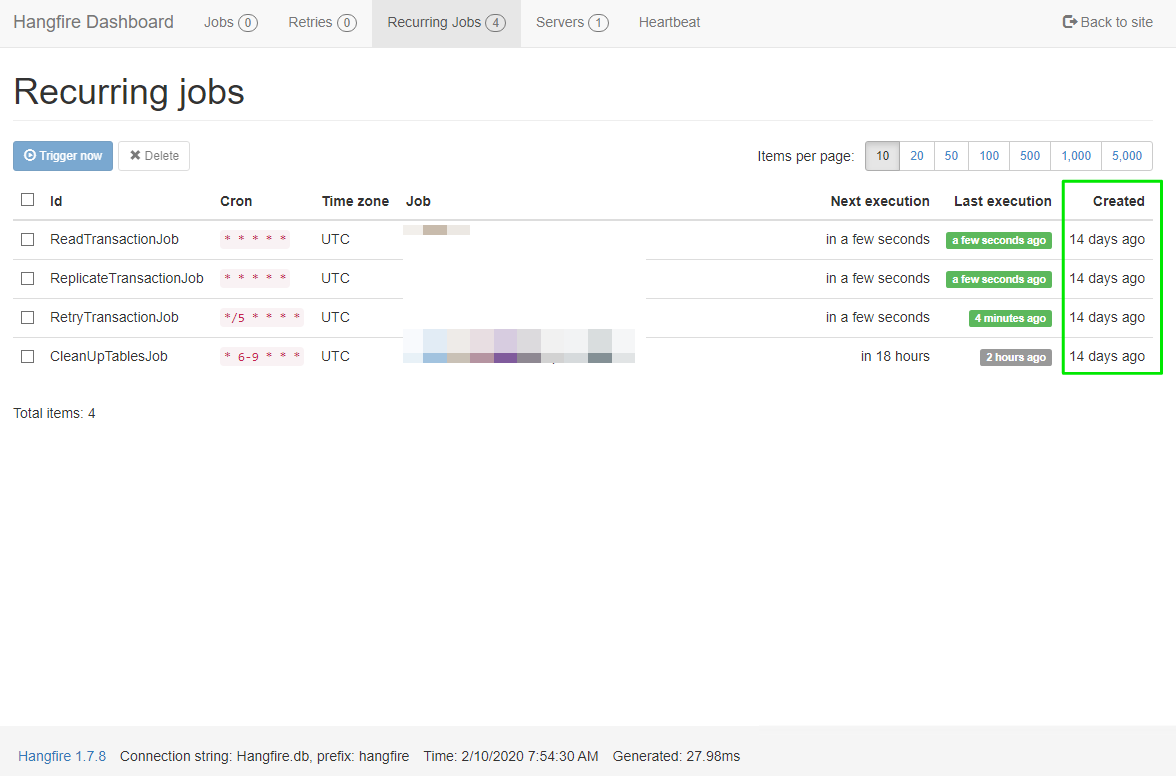 Hangfire Dashboard Jobs 0 Retries 0 Recurring Jobs 4 Servers 1 Heartbeat Back to site
Recurring jobs
Trigger now Delete Items per page: 10 20 50 100 500 1,000 5,000
Id Cron Time zone Job Next execution Last execution Created
ReadTransactionJob * * * * * UTC in a few seconds a few seconds ago 14 days ago
ReplicateTransactionJob * * * * * UTC in a few seconds a few seconds ago 14 days ago
RetryTransactionJob */5 * * * * UTC in a few seconds 4 minutes ago 14 days ago
CleanUpTablesJob * 6-9 * * * UTC in 18 hours 2 hours ago 14 days ago
Total items: 4
Hangfire 1.7.8 Connection string: Hangfire.db, prefix: hangfire Time: 2/10/2020 7:54:30 AM Generated: 27.98ms